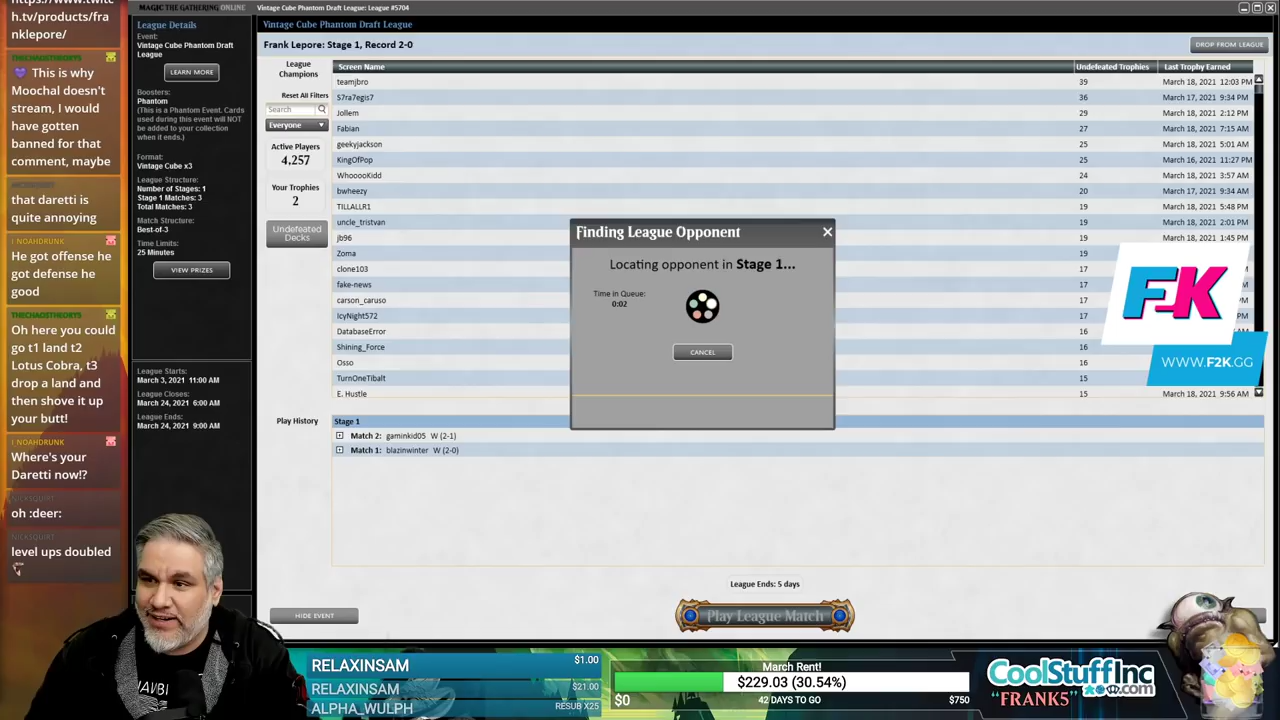 https://www.twitc
h.tv/products/fra
nklepore/
THECHAOSTHEORY5
💜 This is why
Moochal doesn't
stream, I would
have gotten
banned for that
comment, maybe
that daretti is
quite annoying
I_NOAHDRUNK
He got offense he
got defense he
good
THECHAOSTHEORY5
Oh here you could
go t1 land t2
Lotus Cobra, t3
drop a land and
then shove it up
your butt!
I_NOAHDRUNK
Where's your
Daretti now!?
NICKSQUIRT
oh :deer:
NICKSQUIRT
level ups doubled
MAGIC THE GATHERING ONLINE
Vintage Cube Phantom Draft League: League #5704
League Details
Event:
Vintage Cube Phantom Draft
League
LEARN MORE
Boosters:
Phantom
(This is a Phantom Event. Cards
used during this event will NOT
be added to your collection
when it ends.)
Format:
Vintage Cube x3
League Structure:
Number of Stages: 1
Stage 1 Matches: 3
Total Matches: 3
Match Structure:
Best-of-3
Time Limits:
25 Minutes
VIEW PRIZES
League Starts:
March 3, 2021 11:00 AM
League Closes:
March 24, 2021 6:00 AM
League Ends:
March 24, 2021 9:00 AM
Vintage Cube Phantom Draft League
Frank Lepore: Stage 1, Record 2-0
DROP FROM LEAGUE
League
Champions
Reset All Filters
Search
Everyone
Active Players
4,257
Your Trophies
2
Undefeated
Decks
Screen Name Undefeated Trophies Last Trophy Earned
teamjbro 39 March 18, 2021 12:03 PM
S7ra7egis7 36 March 17, 2021 9:34 PM
Jollem 29 March 18, 2021 2:12 PM
Fabian 27 March 18, 2021 7:15 AM
geekyjackson 25 March 18, 2021 5:01 AM
KingOfPop 25 March 16, 2021 11:27 PM
WhooooKidd 24 March 18, 2021 3:57 AM
bwheezy 20 March 17, 2021 9:34 AM
TILLALLR1 19 March 18, 2021 5:48 PM
uncle_tristvan 19 March 18, 2021 2:01 PM
jb96 19 March 18, 2021 1:45 PM
Zoma 19
clone103 17
fake-news 17
carson_caruso 17
IcyNight572 17
DatabaseError 16
Shining_Force 16
Osso 16
TurnOneTibalt 15
E. Hustle 15 March 18, 2021 9:56 AM
Finding League Opponent
Locating opponent in Stage 1...
Time in Queue:
0:02
CANCEL
F2K
WWW.F2K.GG
Play History
Stage 1
Match 2: gaminkid05 W (2-1)
Match 1: blazinwinter W (2-0)
League Ends: 5 days
HIDE EVENT
Play League Match
RELAXINSAM $1.00
RELAXINSAM $21.00
ALPHA_WULPH RESUB X25
March Rent!
$229.03 (30.54%)
$0 42 DAYS TO GO $750
CoolStuffInc
.com
"FRANK5"